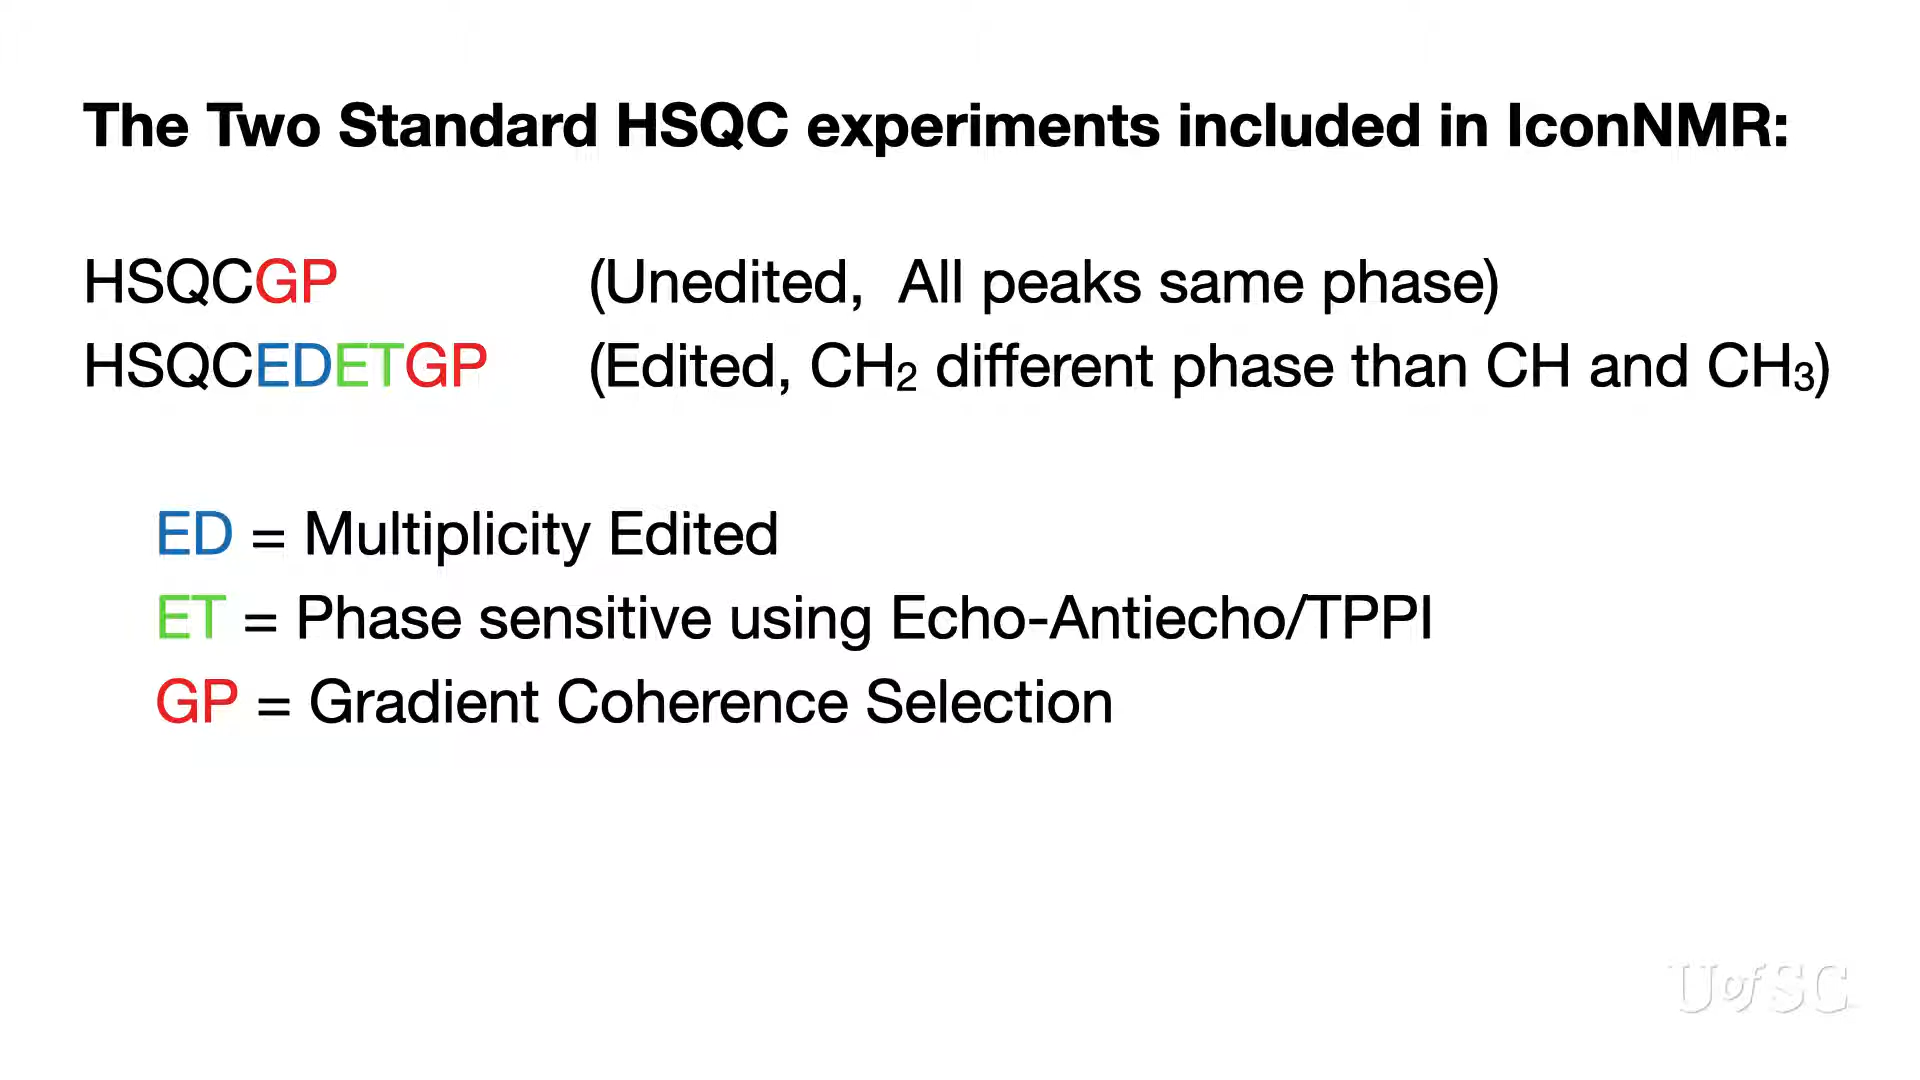 The Two Standard HSQC experiments included in IconNMR:
HSQCGP (Unedited, All peaks same phase)
HSQCEDETGP (Edited, CH₂ different phase than CH and CH₃)
ED = Multiplicity Edited
ET = Phase sensitive using Echo-Antiecho/TPPI
GP = Gradient Coherence Selection
UofSC